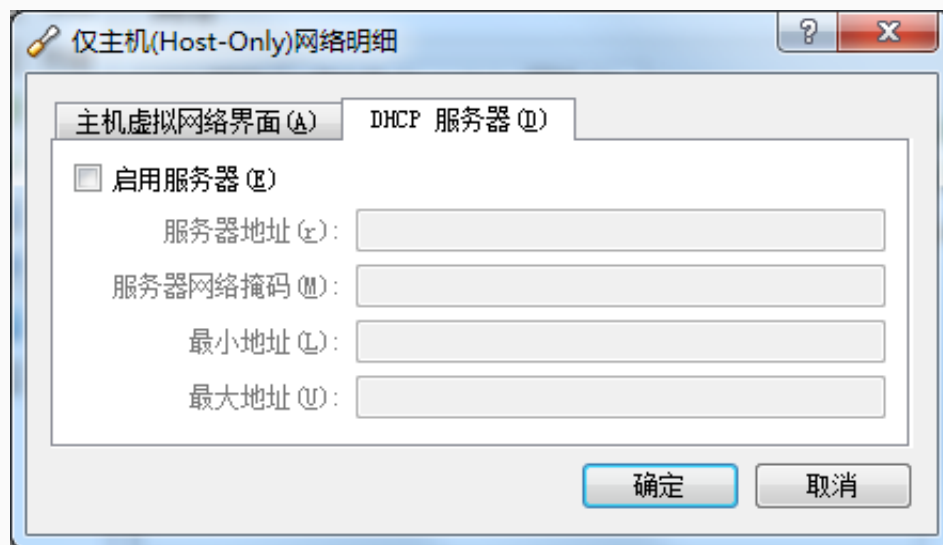 仅主机(Host-Only)网络明细
主机虚拟网络界面(A) DHCP 服务器(D)
启用服务器(E)
服务器地址(r):
服务器网络掩码(M):
最小地址(L):
最大地址(U):
确定 取消